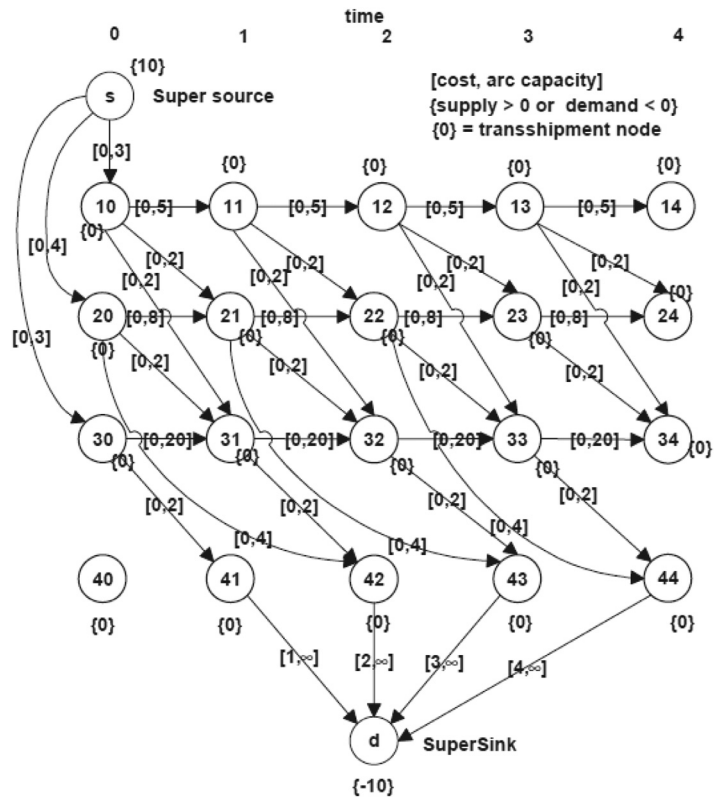 time
0 1 2 3 4
{10}
s Super source
[cost, arc capacity]
{supply > 0 or demand < 0}
{0} = transshipment node
[0,3]
{0} {0} {0} {0}
10 [0,5] 11 [0,5] 12 [0,5] 13 [0,5] 14
{0}
[0,4] [0,2] [0,2] [0,2] [0,2]
[0,2] [0,2] [0,2] [0,2]
{0}
20 [0,8] 21 [0,8] 22 [0,8] 23 [0,8] 24
[0,3]
{0} {0} {0} {0}
[0,2] [0,2] [0,2] [0,2]
30 [0,20] 31 [0,20] 32 [0,20] 33 [0,20] 34
{0} {0} {0} {0} {0}
[0,2] [0,2] [0,2] [0,2]
[0,4] [0,4] [0,4]
40 41 42 43 44
{0} {0} {0} {0} {0}
[1,∞] [2,∞] [3,∞] [4,∞]
d SuperSink
{-10}